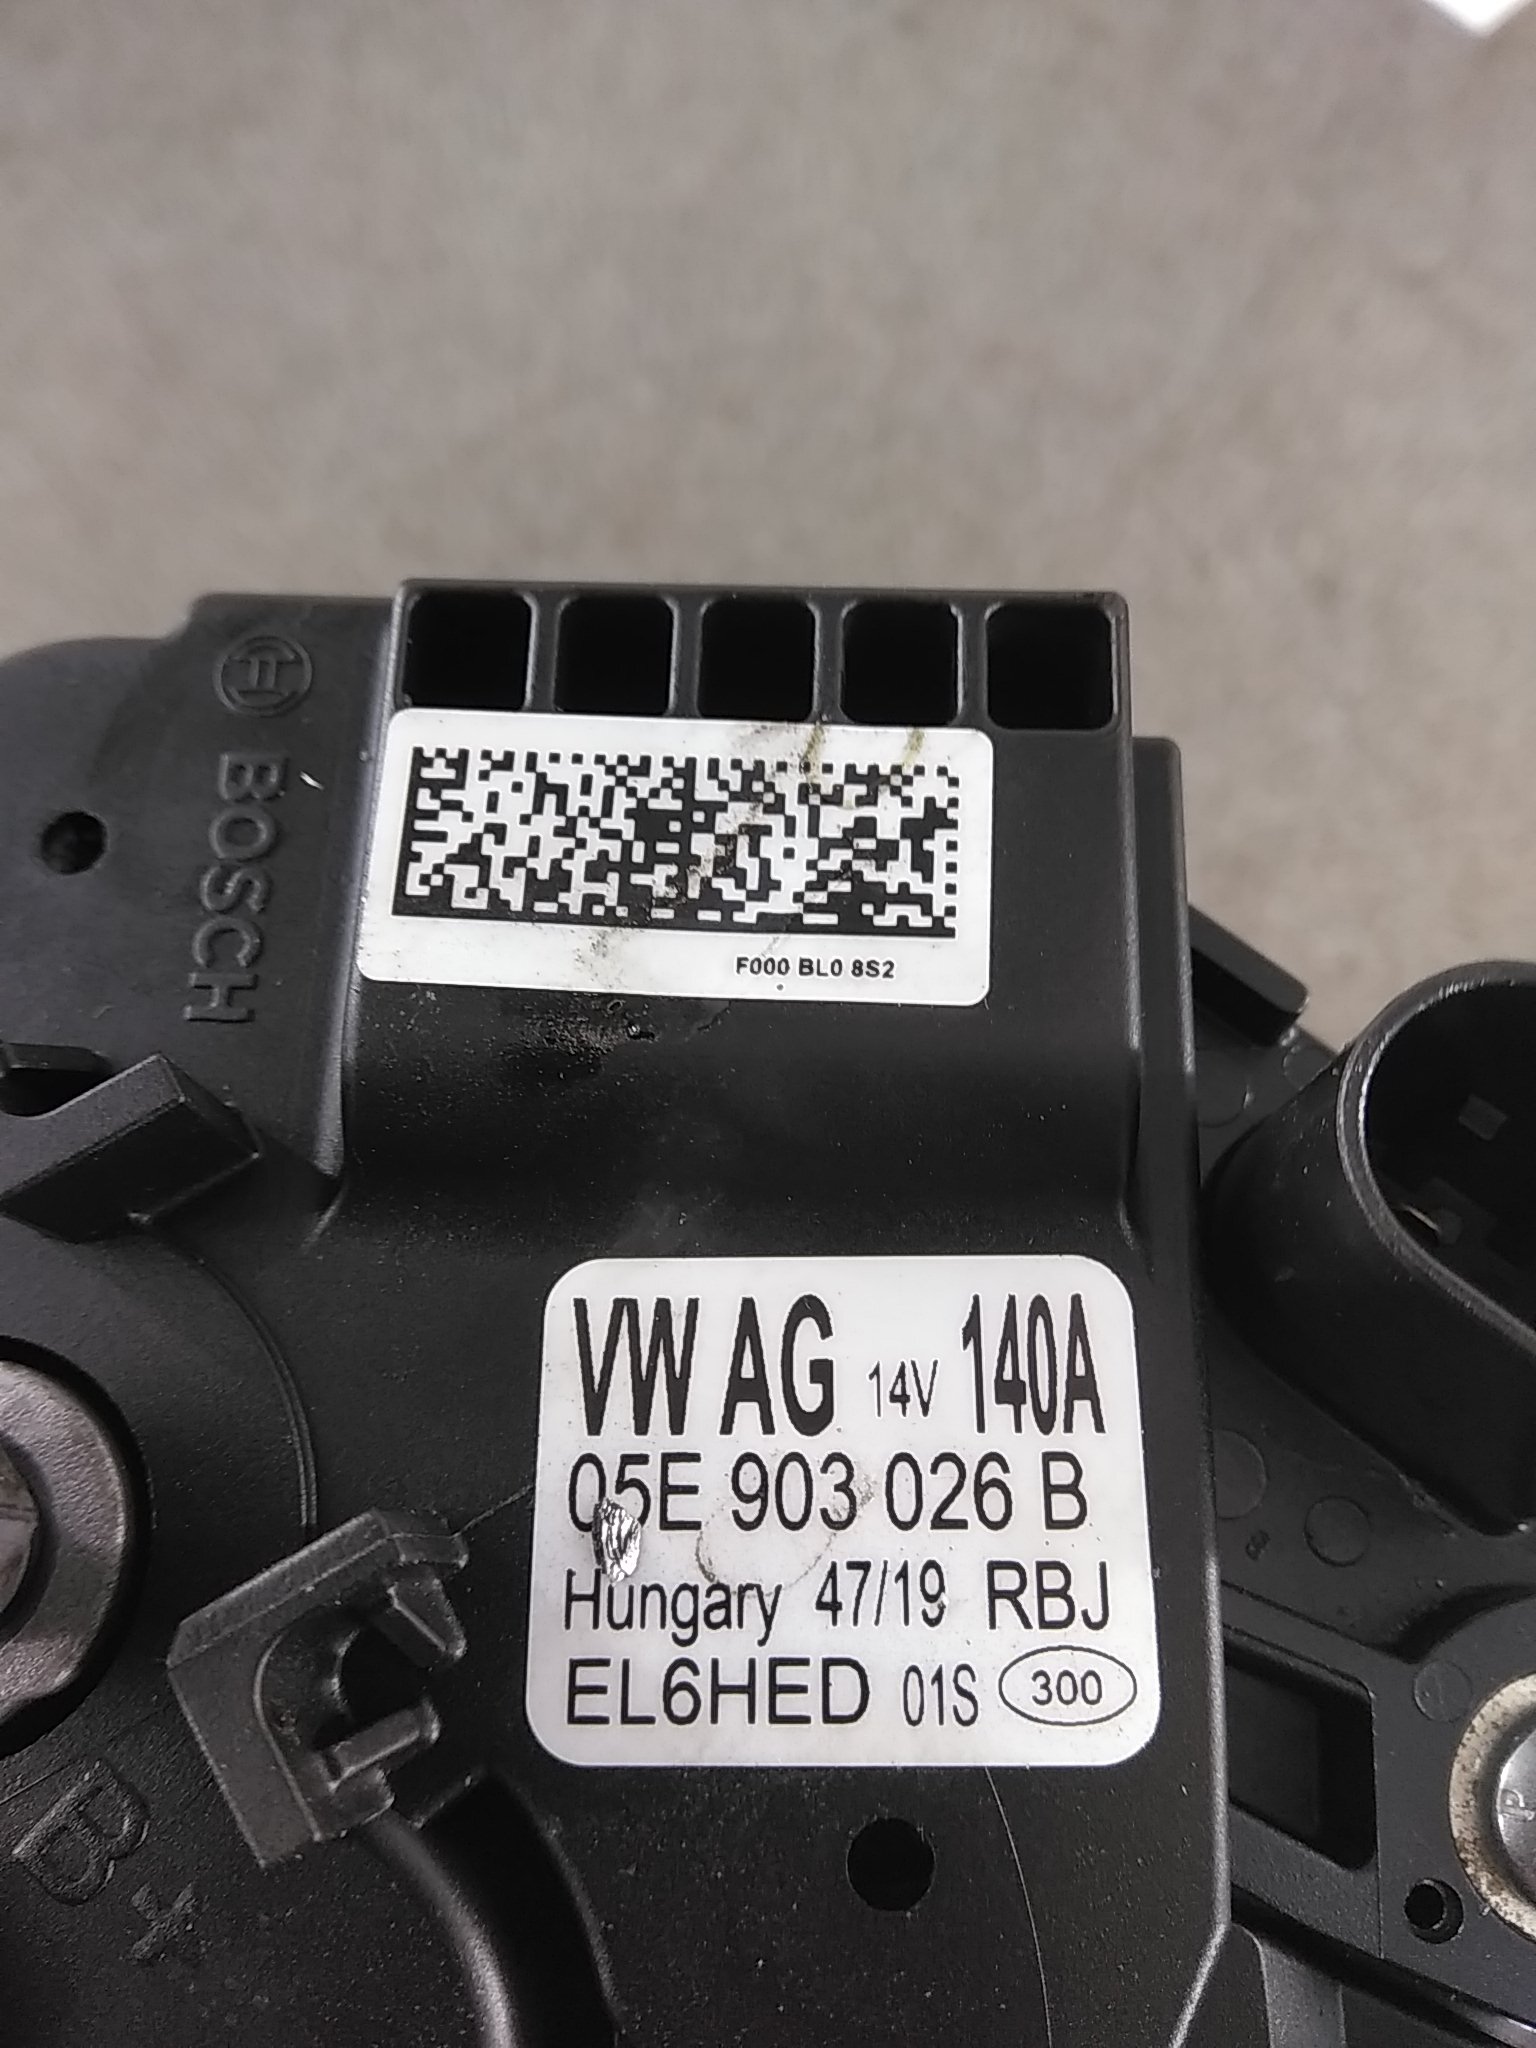 BOSCH
F000 BL0 8S2
VW AG 14V 140A
05E 903 026 B
Hungary 47/19 RBJ
EL6HED 01S 300
B+
P